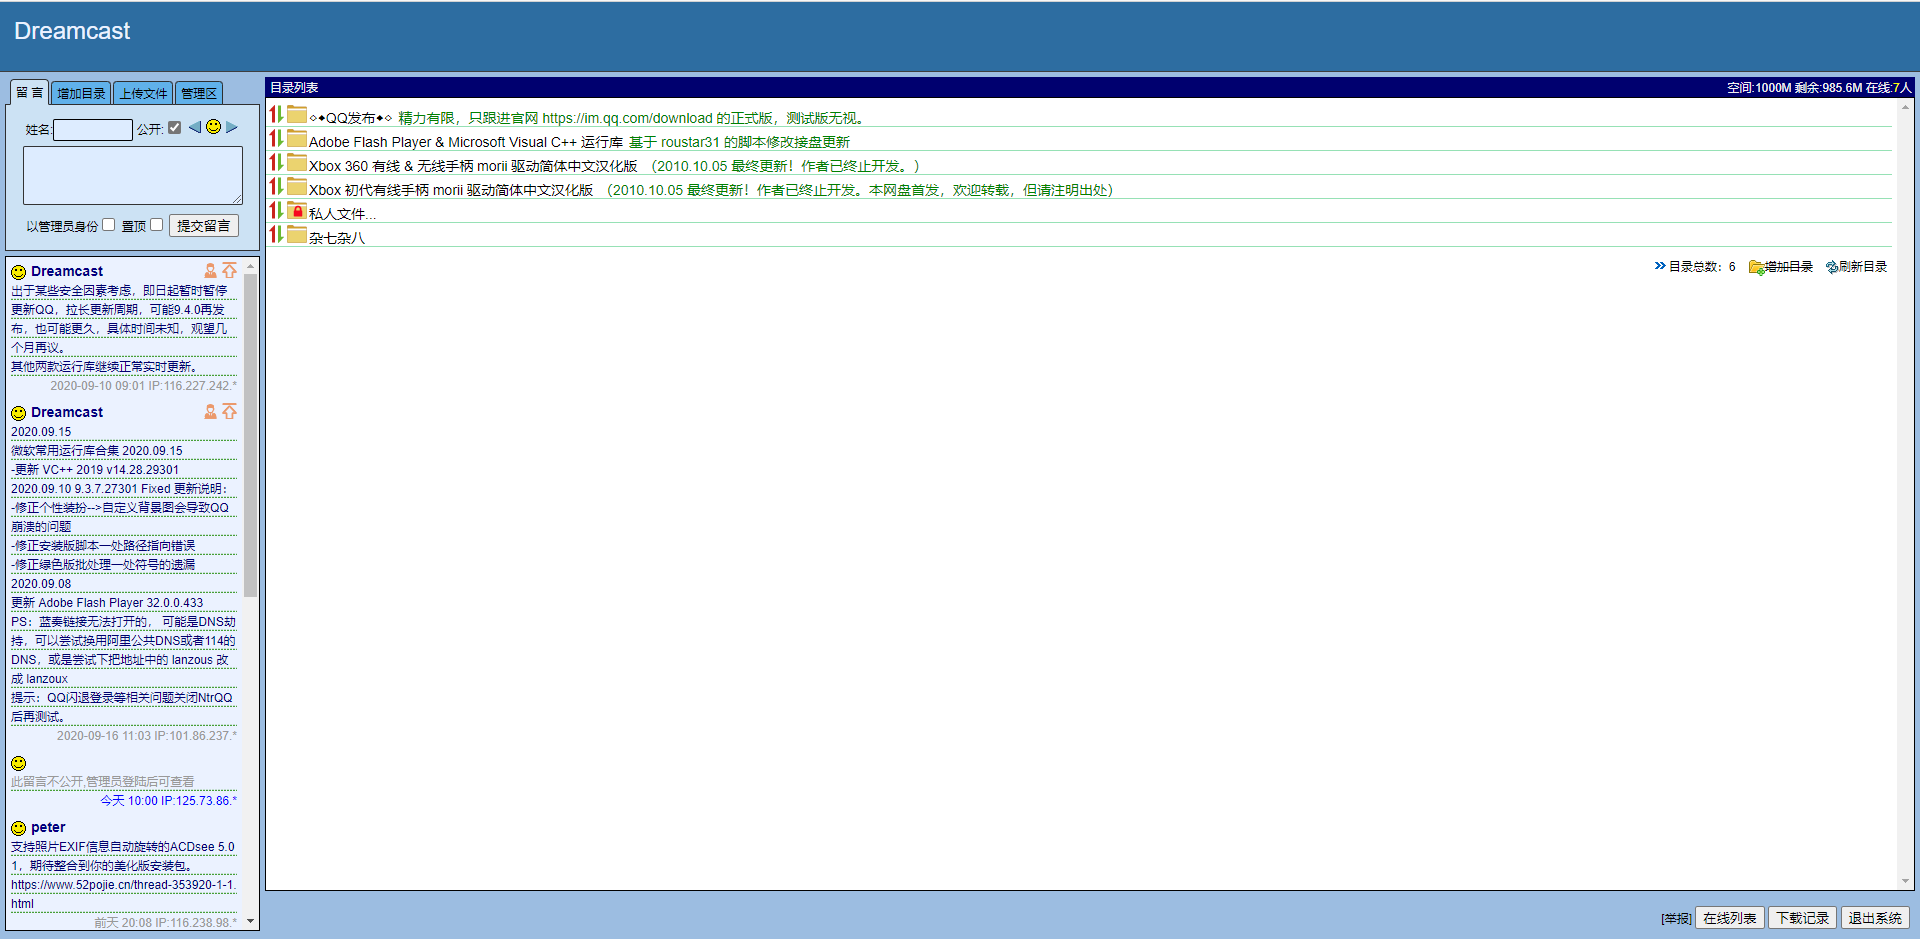 Dreamcast
留 言 增加目录 上传文件 管理区
姓名: 公开:
以管理员身份 置顶 提交留言
Dreamcast
出于某些安全因素考虑，即日起暂时暂停
更新QQ，拉长更新周期，可能9.4.0再发
布，也可能更久，具体时间未知，观望几
个月再议。
其他两款运行库继续正常实时更新。
2020-09-10 09:01 IP:116.227.242.*
Dreamcast
2020.09.15
微软常用运行库合集 2020.09.15
-更新 VC++ 2019 v14.28.29301
2020.09.10 9.3.7.27301 Fixed 更新说明：
-修正个性装扮-->自定义背景图会导致QQ
崩溃的问题
-修正安装版脚本一处路径指向错误
-修正绿色版批处理一处符号的遗漏
2020.09.08
更新 Adobe Flash Player 32.0.0.433
PS：蓝奏链接无法打开的， 可能是DNS劫
持，可以尝试换用阿里公共DNS或者114的
DNS，或是尝试下把地址中的 lanzous 改
成 lanzoux
提示：QQ闪退登录等相关问题关闭NtrQQ
后再测试。
2020-09-16 11:03 IP:101.86.237.*
此留言不公开,管理员登陆后可查看
今天 10:00 IP:125.73.86.*
peter
支持照片EXIF信息自动旋转的ACDsee 5.0
1，期待整合到你的美化版安装包。
https://www.52pojie.cn/thread-353920-1-1.
html
前天 20:08 IP:116.238.98.*
目录列表 空间:1000M 剩余:985.6M 在线:7人
⋄⬩QQ发布⬩⋄ 精力有限，只跟进官网 https://im.qq.com/download 的正式版，测试版无视。
Adobe Flash Player & Microsoft Visual C++ 运行库 基于 roustar31 的脚本修改接盘更新
Xbox 360 有线 & 无线手柄 morii 驱动简体中文汉化版 （2010.10.05 最终更新！作者已终止开发。）
Xbox 初代有线手柄 morii 驱动简体中文汉化版 （2010.10.05 最终更新！作者已终止开发。本网盘首发，欢迎转载，但请注明出处）
私人文件...
杂七杂八
目录总数：6 增加目录 刷新目录
[举报] 在线列表 下载记录 退出系统